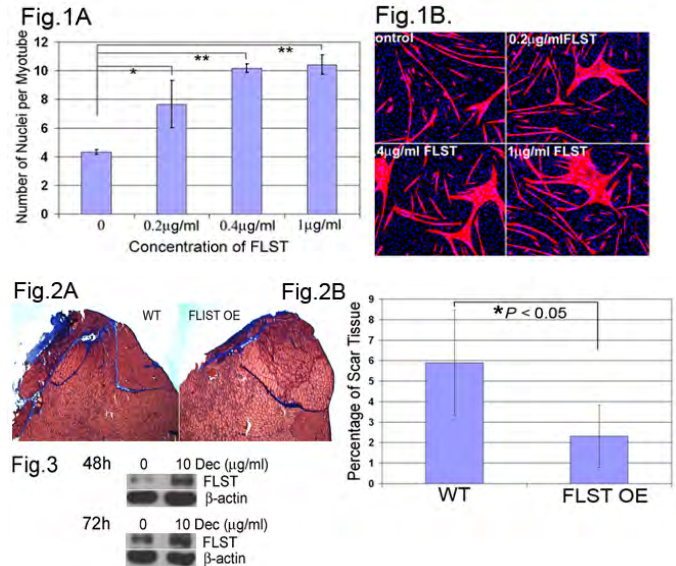 Fig.1A
Number of Nuclei per Myotube
12
10
8
6
4
2
0
*
**
**
0 0.2µg/ml 0.4µg/ml 1µg/ml
Concentration of FLST
Fig.1B.
ontrol 0.2µg/mlFLST
4µg/ml FLST 1µg/ml FLST
Fig.2A
WT FLIST OE
Fig.2B
Percentage of Scar Tissue
9
8
7
6
5
4
3
2
1
0
*P < 0.05
WT FLST OE
Fig.3
48h 0 10 Dec (µg/ml)
FLST
β-actin
72h 0 10 Dec (µg/ml)
FLST
β-actin